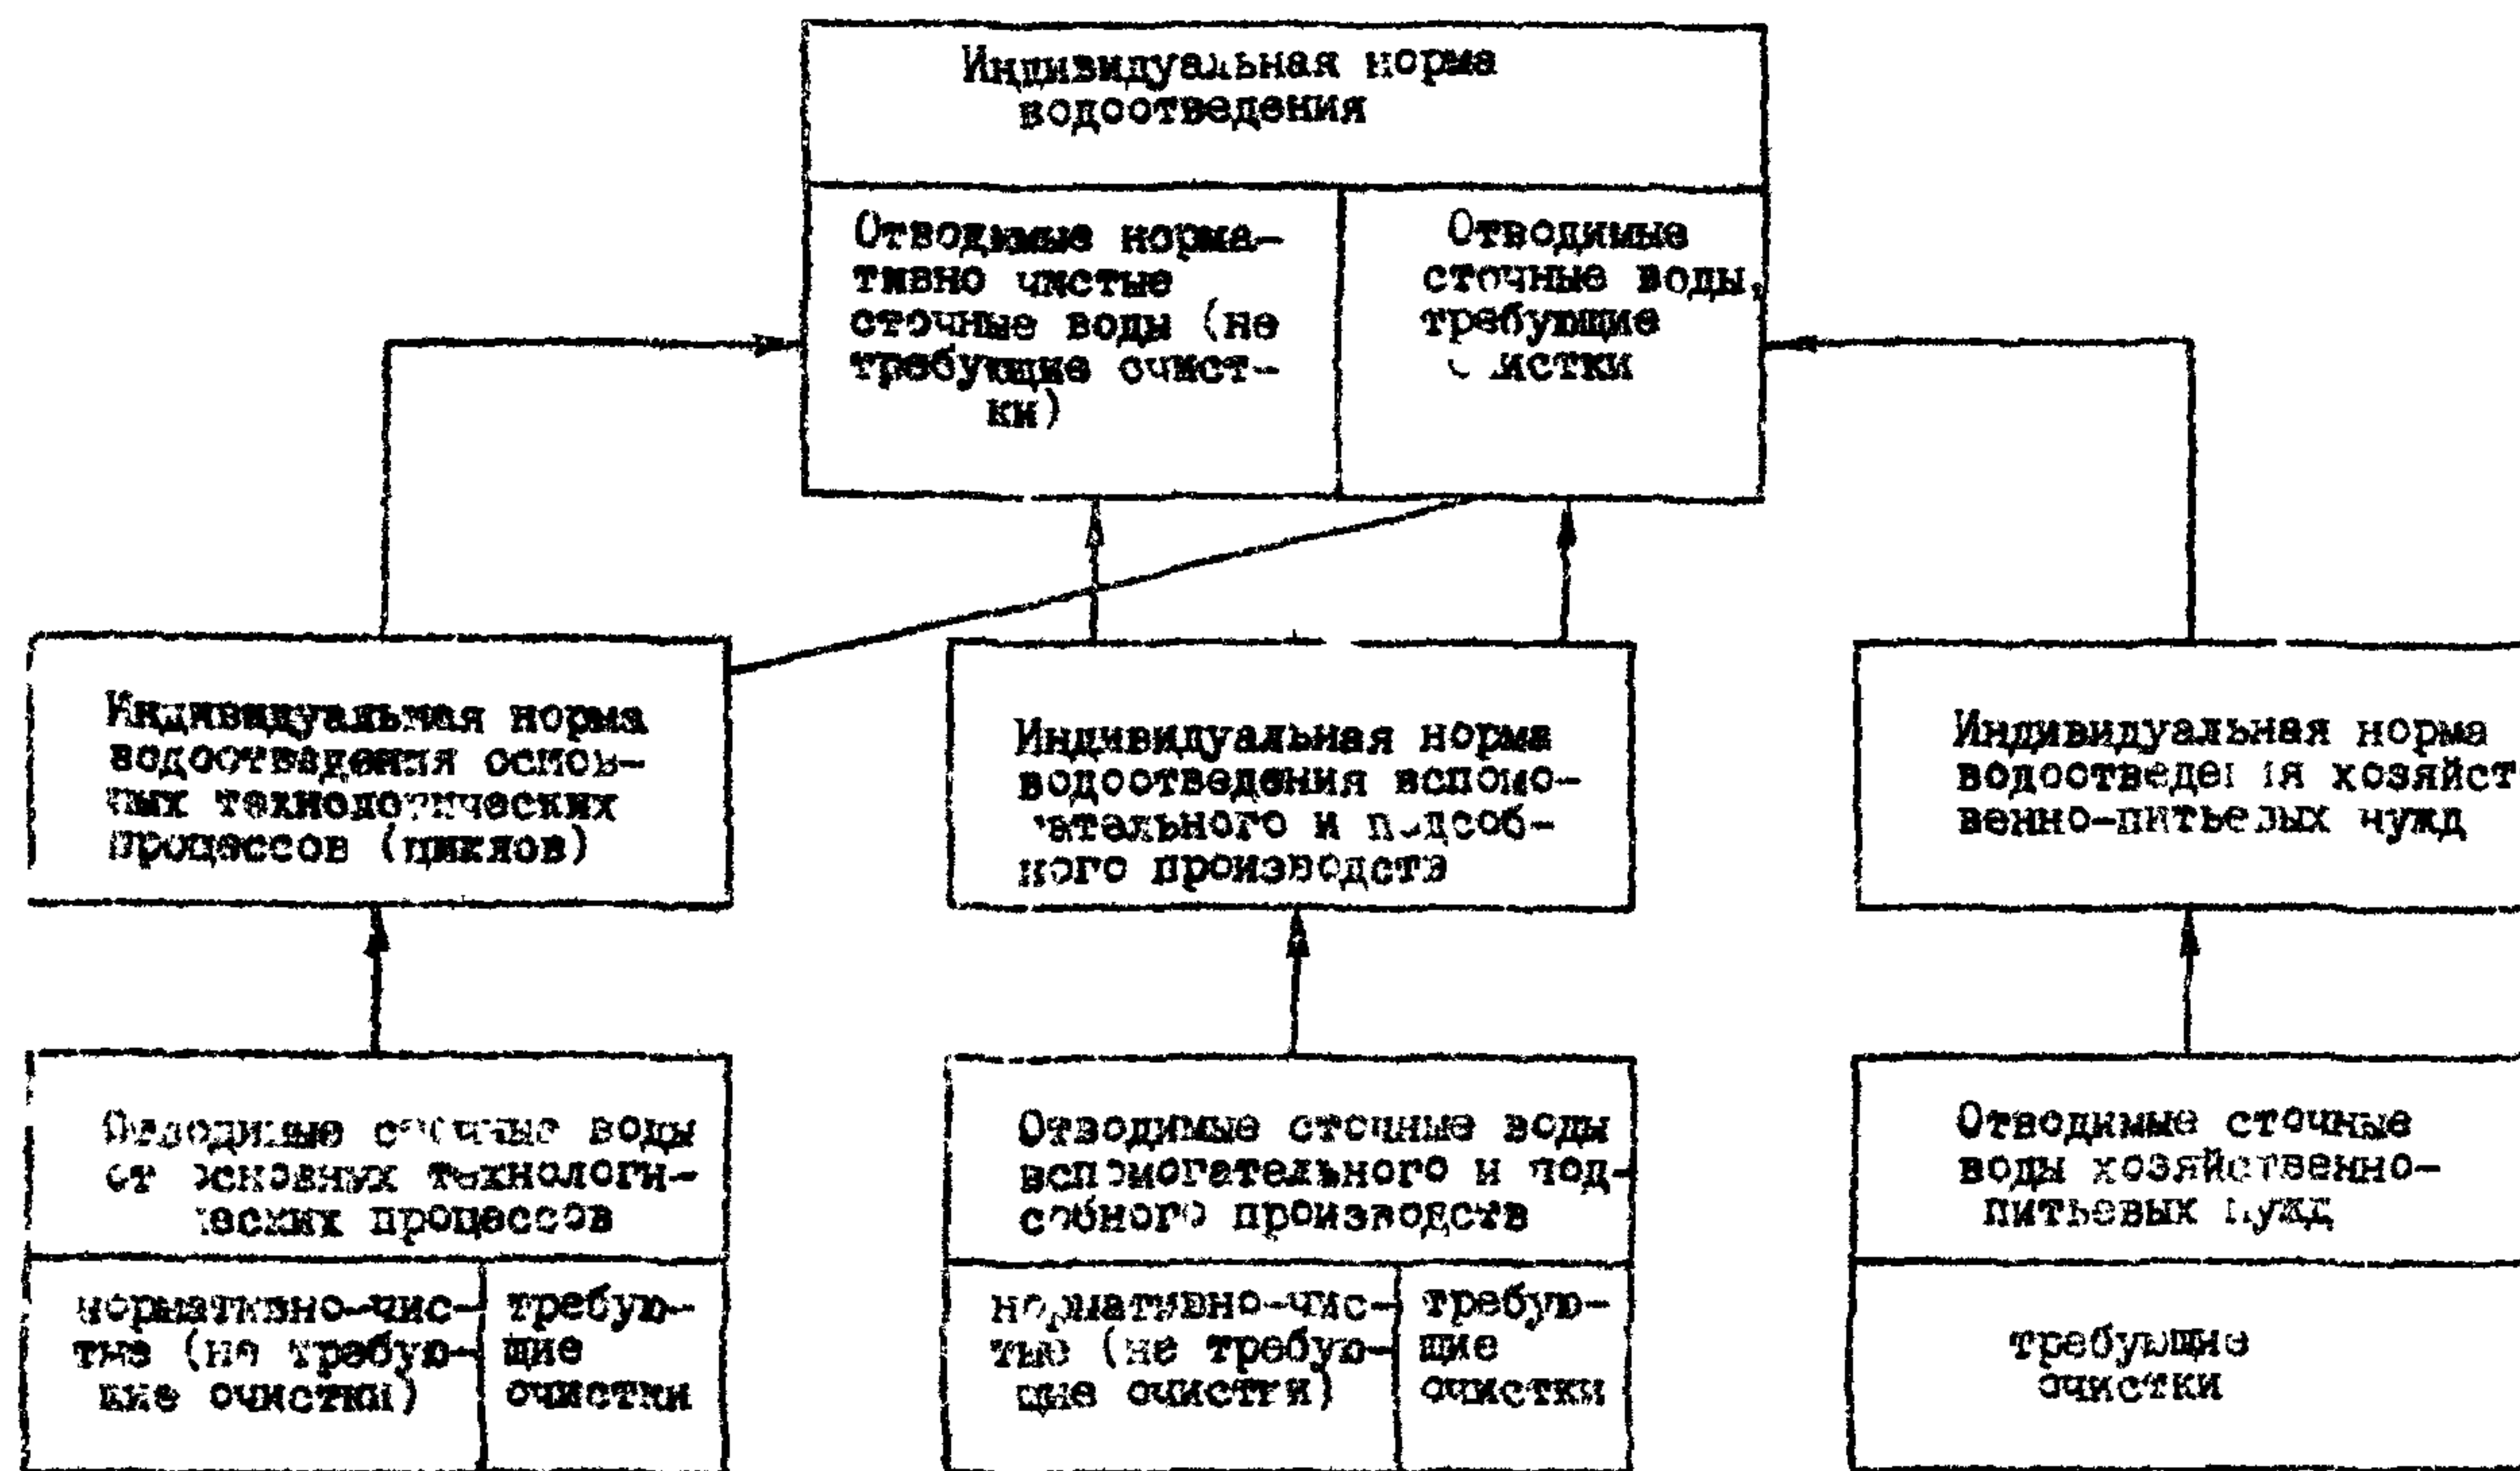 Индивидуальная норма
водоотведения
Отводимые норма-
тивно чистые
сточные воды (не
требующие очист-
ки)
Отводимые
сточные воды,
требующие
Индивидуальная норма
водоотведения основ-
ных технологических
процессов (циклов)
Индивидуальная норма
водоотведения вспомо-
гательного и подсоб-
ного производств
Индивидуальная норма
водоотведения хозяйст
венно-питьевых нужд
Отводимые сточные воды
от основных технологи-
ческих процессов
нормативно-чис-
тые (не требую-
щие очистки)
требую-
щие
очистки
Отводимые сточные воды
вспомогательного и под-
собного производств
нормативно-чис-
тые (не требую-
щие очистки)
требую-
щие
очистки
Отводимые сточные
воды хозяйственно-
питьевых нужд
требующие
очистки